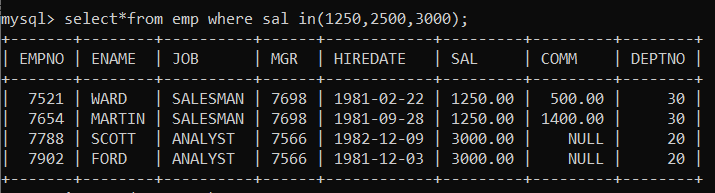 mysql> select*from emp where sal in(1250,2500,3000);
+-------+--------+----------+------+------------+---------+---------+--------+
| EMPNO | ENAME  | JOB      | MGR  | HIREDATE   | SAL     | COMM    | DEPTNO |
+-------+--------+----------+------+------------+---------+---------+--------+
|  7521 | WARD   | SALESMAN | 7698 | 1981-02-22 | 1250.00 |  500.00 |     30 |
|  7654 | MARTIN | SALESMAN | 7698 | 1981-09-28 | 1250.00 | 1400.00 |     30 |
|  7788 | SCOTT  | ANALYST  | 7566 | 1982-12-09 | 3000.00 |    NULL |     20 |
|  7902 | FORD   | ANALYST  | 7566 | 1981-12-03 | 3000.00 |    NULL |     20 |
+-------+--------+----------+------+------------+---------+---------+--------+